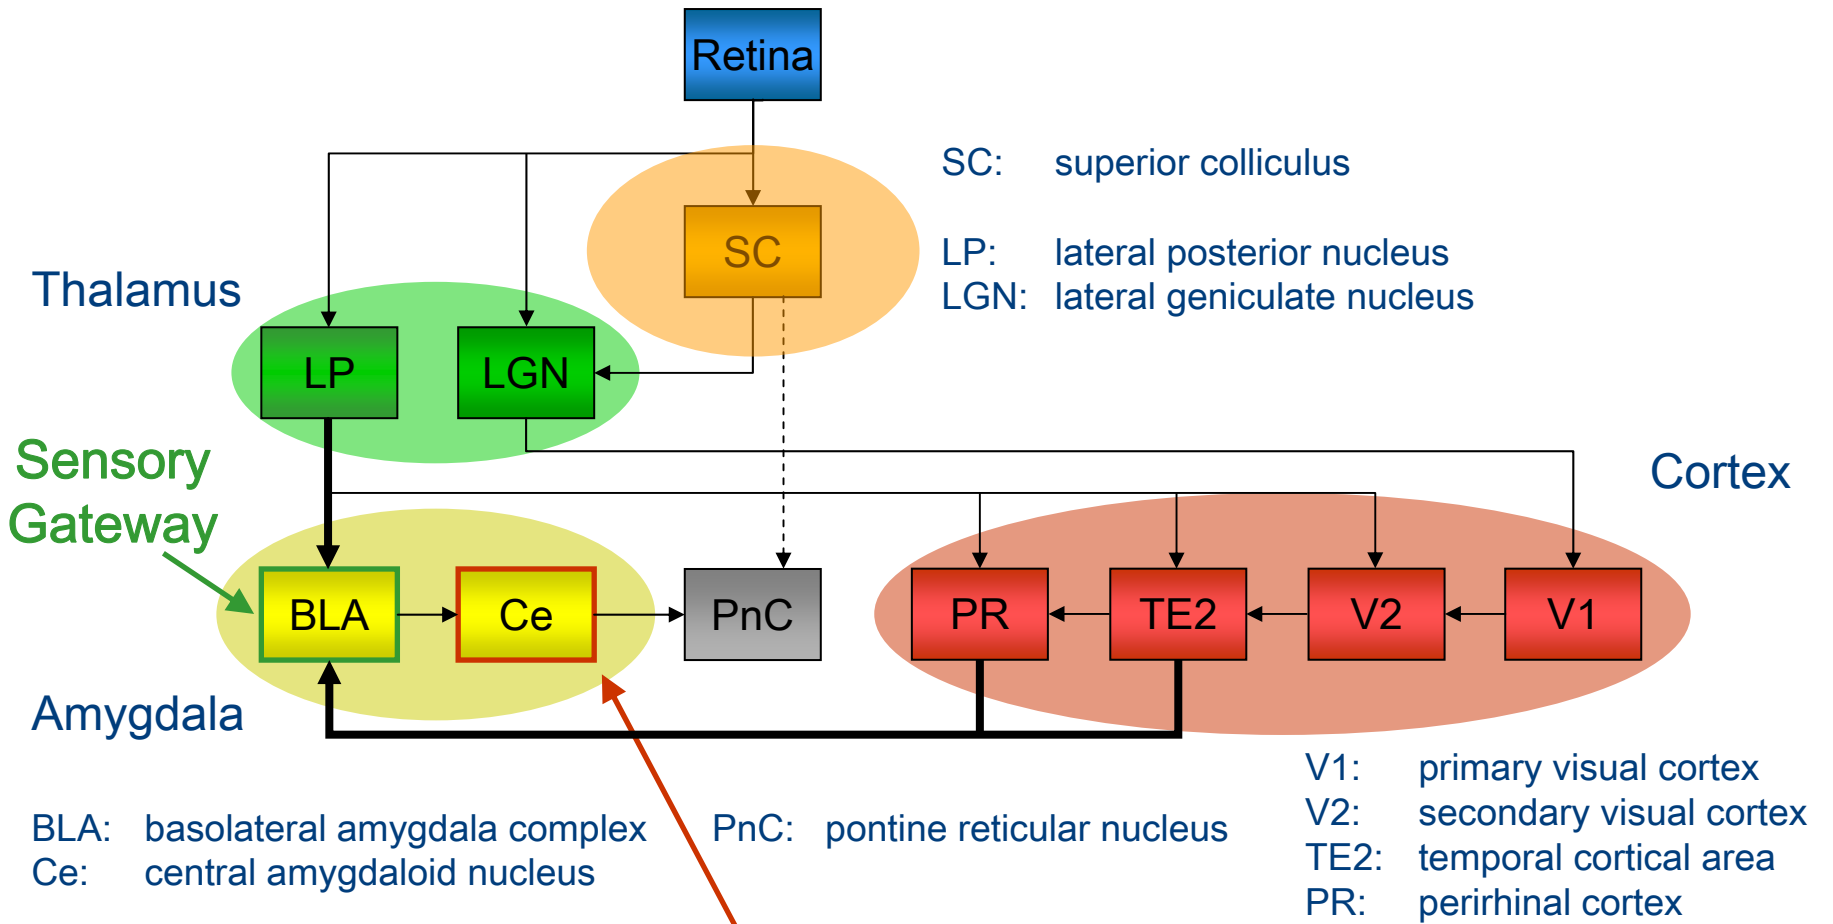 Retina
SC: superior colliculus
SC
LP: lateral posterior nucleus
Thalamus
LGN: lateral geniculate nucleus
LP
LGN
Sensory
Gateway
Cortex
BLA
Ce
PnC
PR
TE2
V2
V1
Amygdala
V1: primary visual cortex
V2: secondary visual cortex
TE2: temporal cortical area
PR: perirhinal cortex
BLA: basolateral amygdala complex
Ce: central amygdaloid nucleus
PnC: pontine reticular nucleus